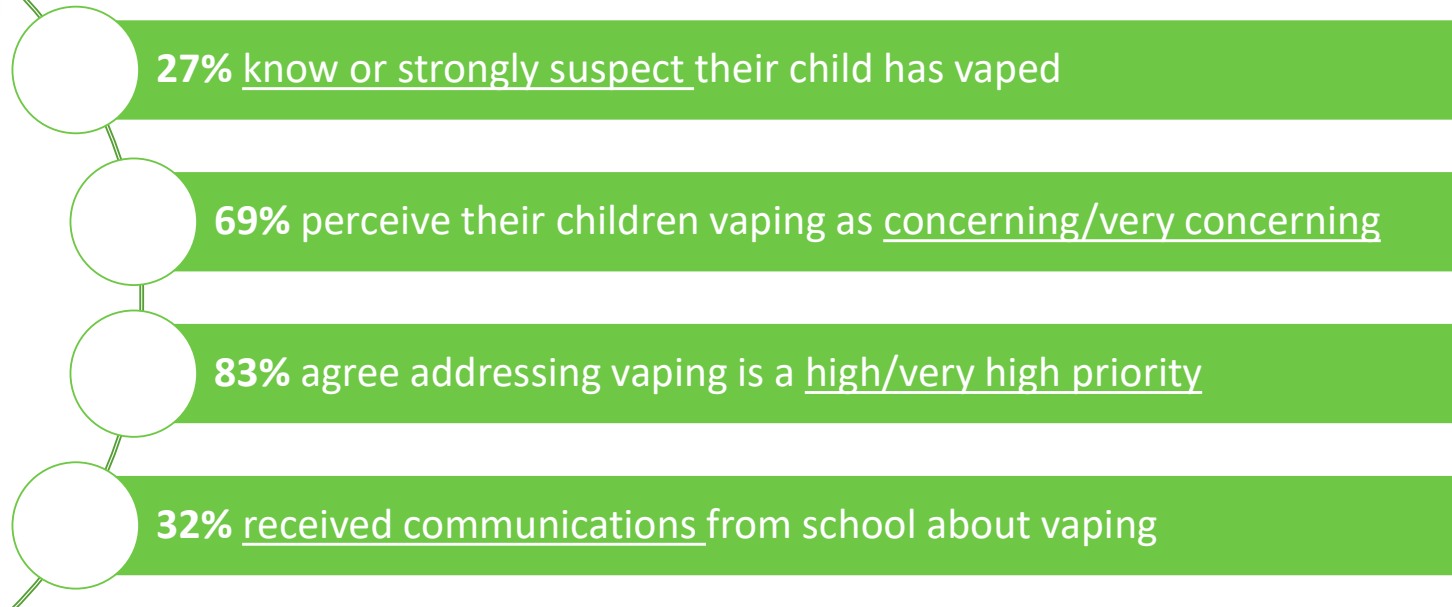 27% know or strongly suspect their child has vaped
69% perceive their children vaping as concerning/very concerning
83% agree addressing vaping is a high/very high priority
32% received communications from school about vaping